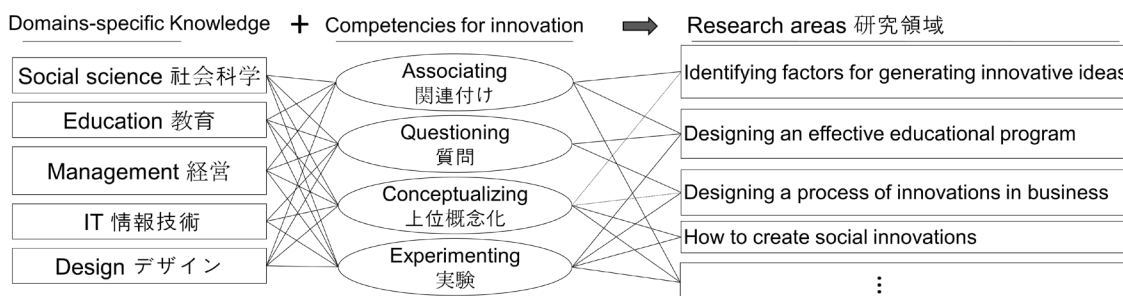 Domains-specific Knowledge + Competencies for innovation Research areas 研究領域
Social science 社会科学
Education 教育
Management 経営
IT 情報技術
Design デザイン
Associating
関連付け
Questioning
質問
Conceptualizing
上位概念化
Experimenting
実験
Identifying factors for generating innovative ideas
Designing an effective educational program
Designing a process of innovations in business
How to create social innovations
⋮